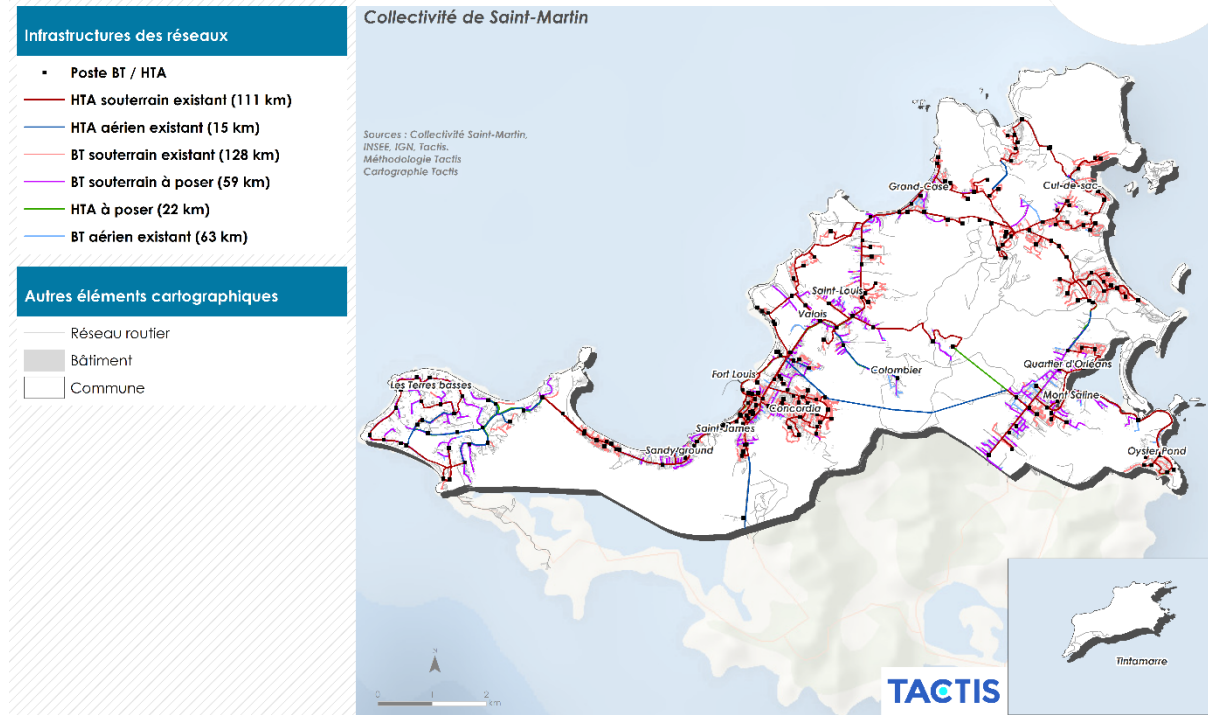 Infrastructures des réseaux
Poste BT / HTA
HTA souterrain existant (111 km)
HTA aérien existant (15 km)
BT souterrain existant (128 km)
BT souterrain à poser (59 km)
HTA à poser (22 km)
BT aérien existant (63 km)
Autres éléments cartographiques
Réseau routier
Bâtiment
Commune
Collectivité de Saint-Martin
Sources : Collectivité Saint-Martin,
INSEE, IGN, Tactis.
Méthodologie Tactis
Cartographie Tactis
Grand-Case
Cul-de-sac
Saint-Louis
Valois
Colombier
Quartier d'Orléans
Fort Louis
Les Terres basses
Mont Saline
Concordia
Saint-James
Sandy ground
Oyster Pond
Tintamarre
N
0 1 2
km
TACTIS